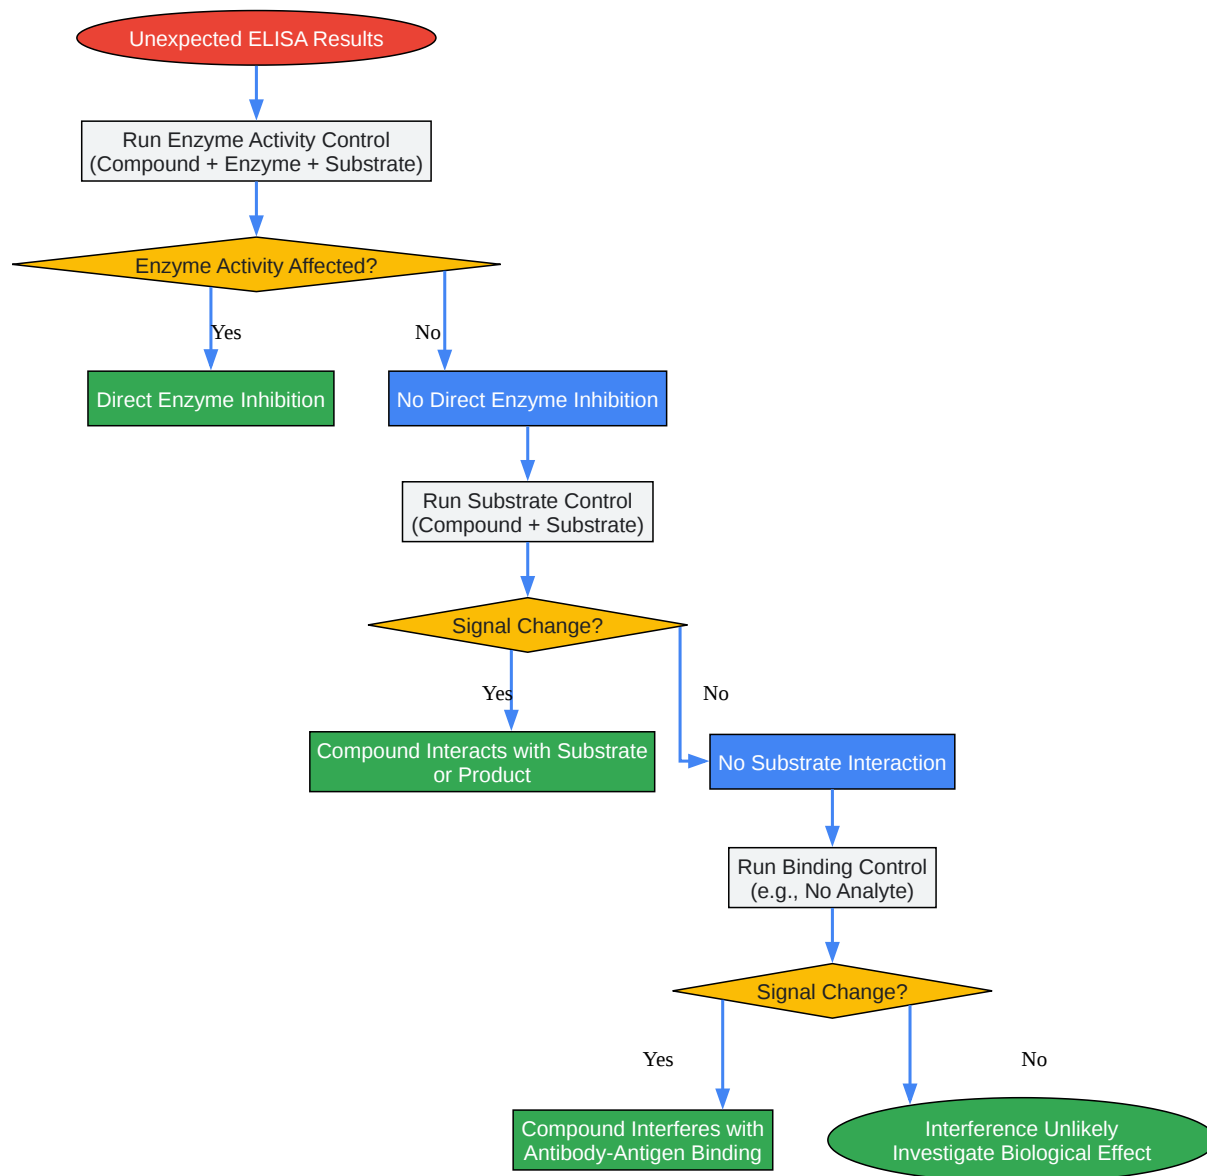 Unexpected ELISA Results
Run Enzyme Activity Control
(Compound + Enzyme + Substrate)
Enzyme Activity Affected?
Yes
No
Direct Enzyme Inhibition
No Direct Enzyme Inhibition
Run Substrate Control
(Compound + Substrate)
Signal Change?
Yes
No
Compound Interacts with Substrate
or Product
No Substrate Interaction
Run Binding Control
(e.g., No Analyte)
Signal Change?
Yes
No
Compound Interferes with
Antibody-Antigen Binding
Interference Unlikely
Investigate Biological Effect